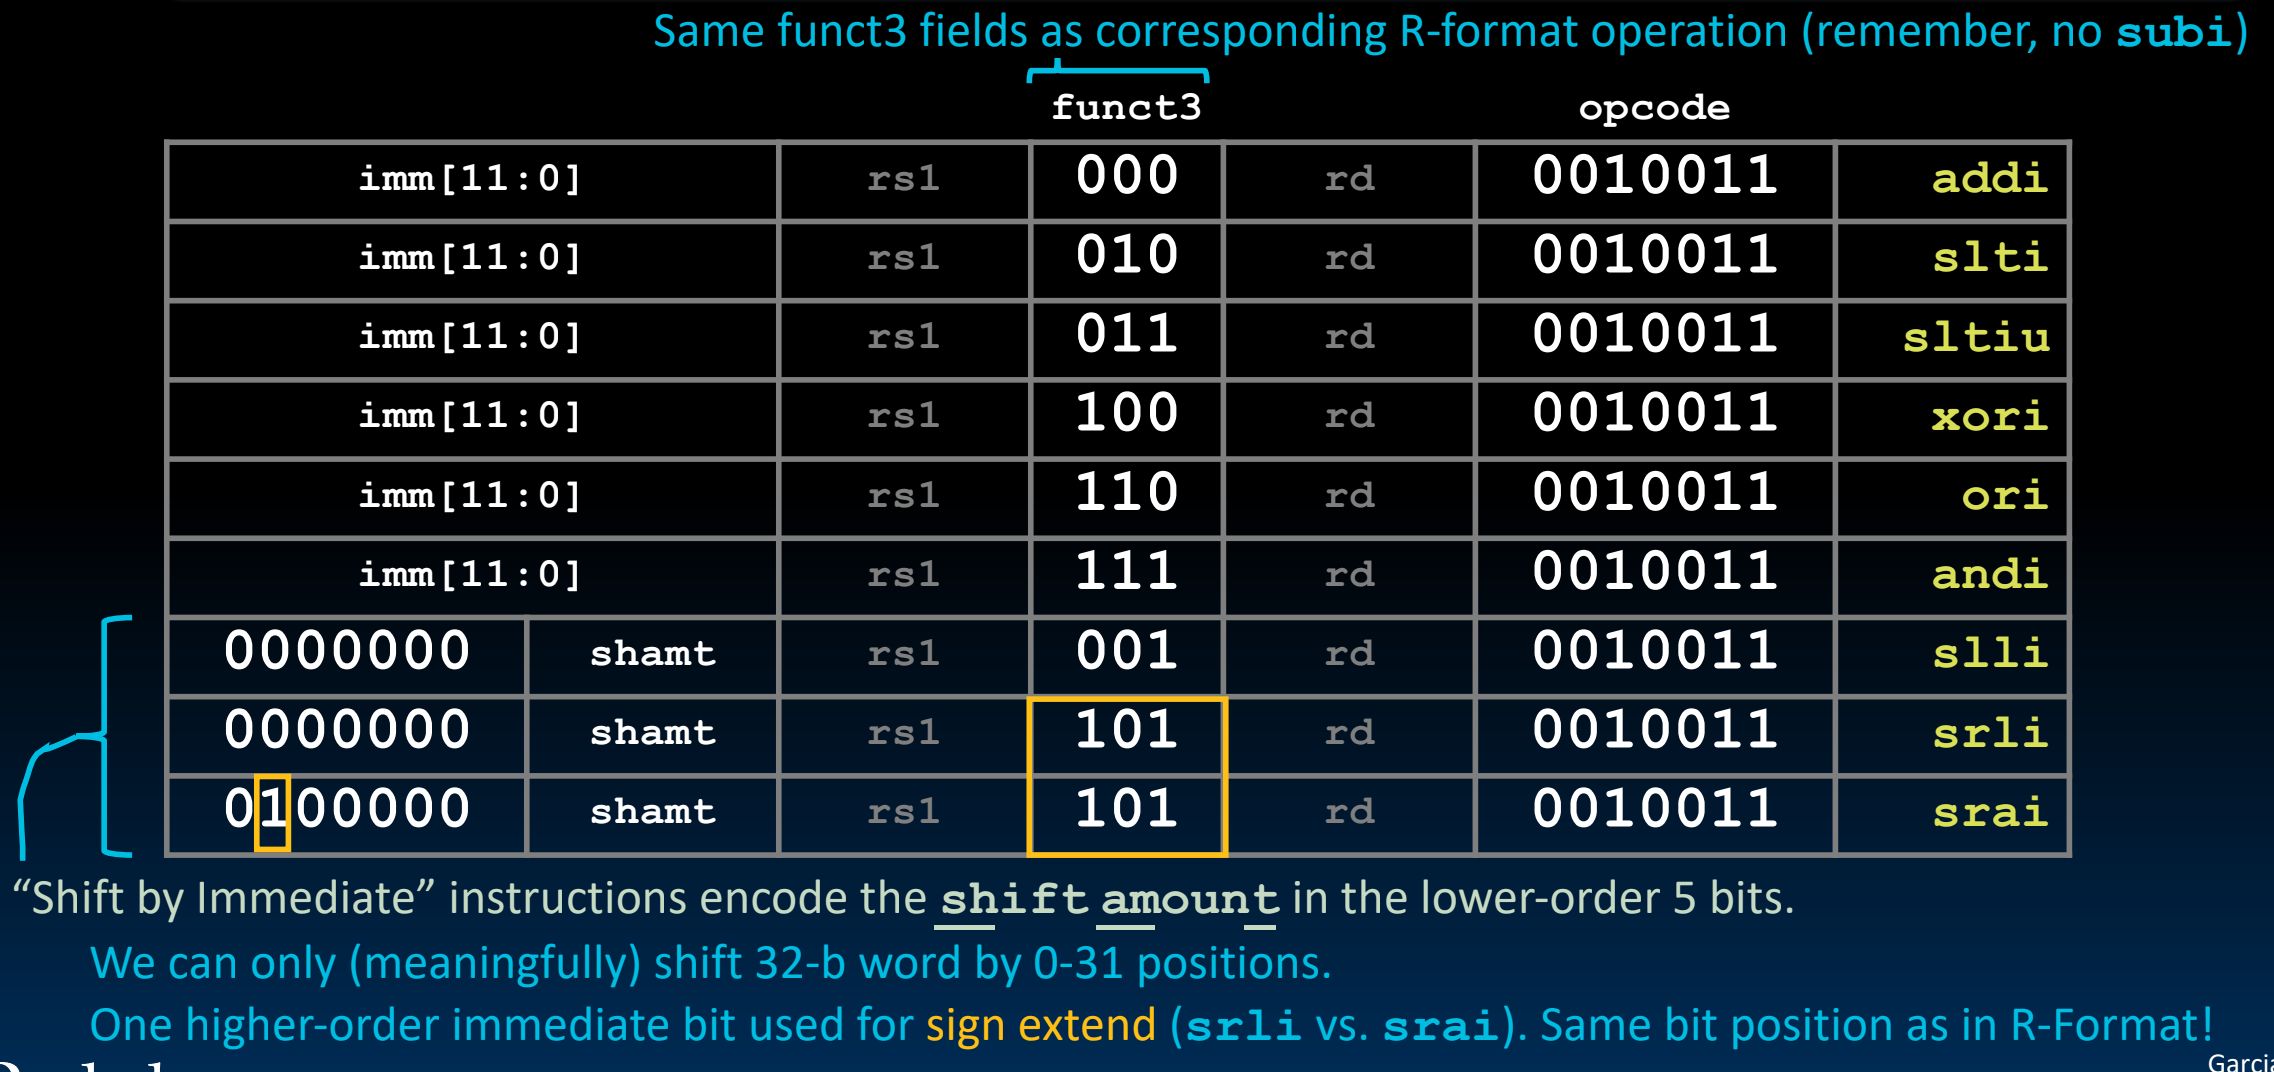 Same funct3 fields as corresponding R-format operation (remember, no subi)
funct3 opcode
imm[11:0] rs1 000 rd 0010011 addi
imm[11:0] rs1 010 rd 0010011 slti
imm[11:0] rs1 011 rd 0010011 sltiu
imm[11:0] rs1 100 rd 0010011 xori
imm[11:0] rs1 110 rd 0010011 ori
imm[11:0] rs1 111 rd 0010011 andi
0000000 shamt rs1 001 rd 0010011 slli
0000000 shamt rs1 101 rd 0010011 srli
0100000 shamt rs1 101 rd 0010011 srai
“Shift by Immediate” instructions encode the shift amount in the lower-order 5 bits.
We can only (meaningfully) shift 32-b word by 0-31 positions.
One higher-order immediate bit used for sign extend (srli vs. srai). Same bit position as in R-Format!